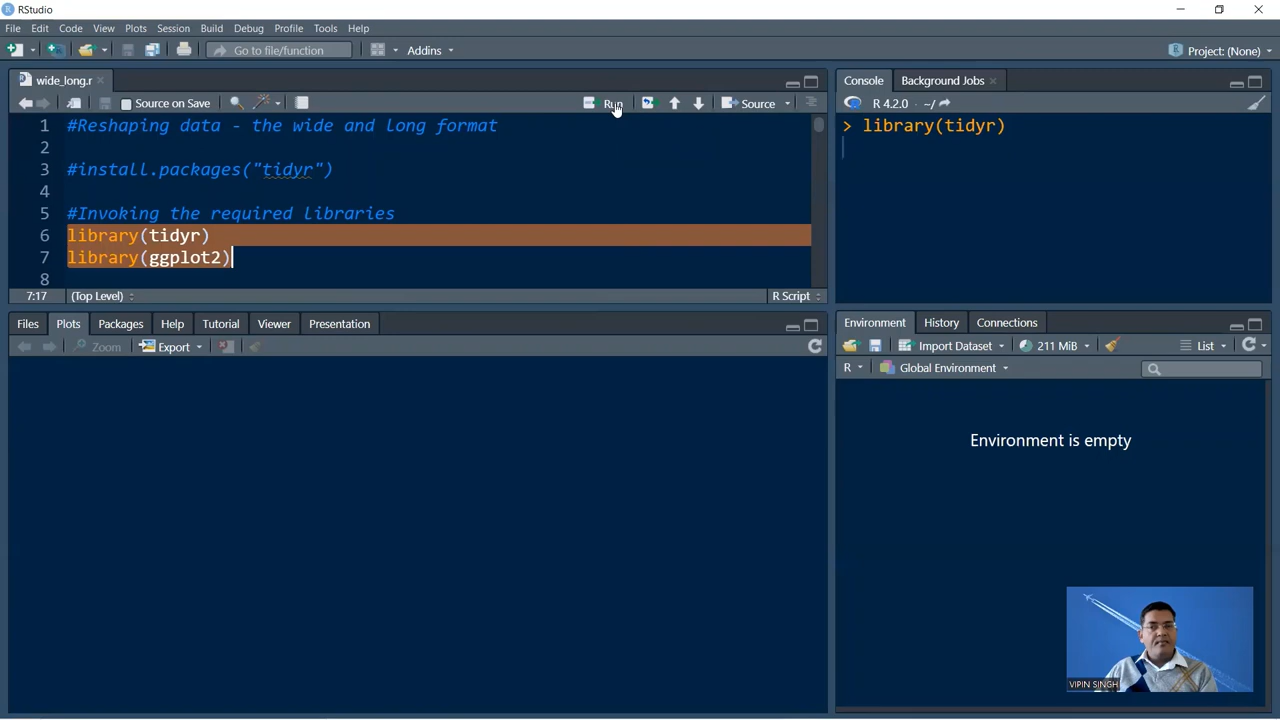 RStudio
File Edit Code View Plots Session Build Debug Profile Tools Help
Go to file/function Addins Project: (None)
wide_long.r
Source on Save Run Source
1 #Reshaping data - the wide and long format
2
3 #install.packages("tidyr")
4
5 #Invoking the required libraries
6 library(tidyr)
7 library(ggplot2)
8
7:17 (Top Level) R Script
Files Plots Packages Help Tutorial Viewer Presentation
Zoom Export
Console Background Jobs
R 4.2.0 · ~/
> library(tidyr)
Environment History Connections
Import Dataset 211 MiB List
R Global Environment
Environment is empty
VIPIN SINGH